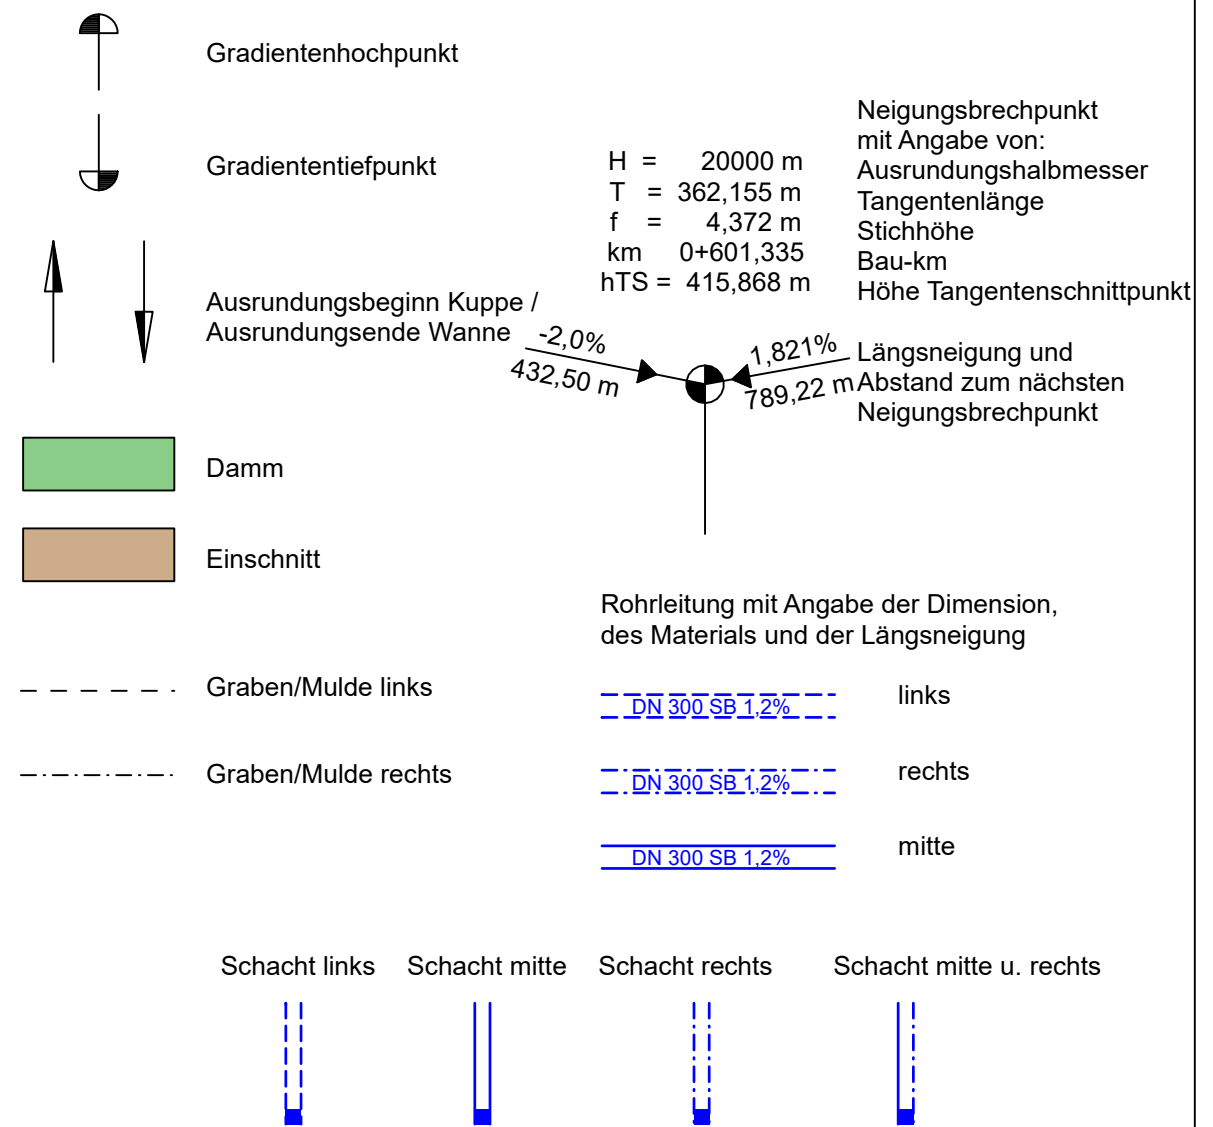 Gradientenhochpunkt
Gradiententiefpunkt
Ausrundungsbeginn Kuppe /
Ausrundungsende Wanne
Damm
Einschnitt
Graben/Mulde links
Graben/Mulde rechts
H = 20000 m
T = 362,155 m
f = 4,372 m
km 0+601,335
hTS = 415,868 m
Neigungsbrechpunkt
mit Angabe von:
Ausrundungshalbmesser
Tangentenlänge
Stichhöhe
Bau-km
Höhe Tangentenschnittpunkt
-2,0%
432,50 m
1,821%
789,22 m
Längsneigung und
Abstand zum nächsten
Neigungsbrechpunkt
Rohrleitung mit Angabe der Dimension,
des Materials und der Längsneigung
DN 300 SB 1,2%
links
DN 300 SB 1,2%
rechts
DN 300 SB 1,2%
mitte
Schacht links
Schacht mitte
Schacht rechts
Schacht mitte u. rechts